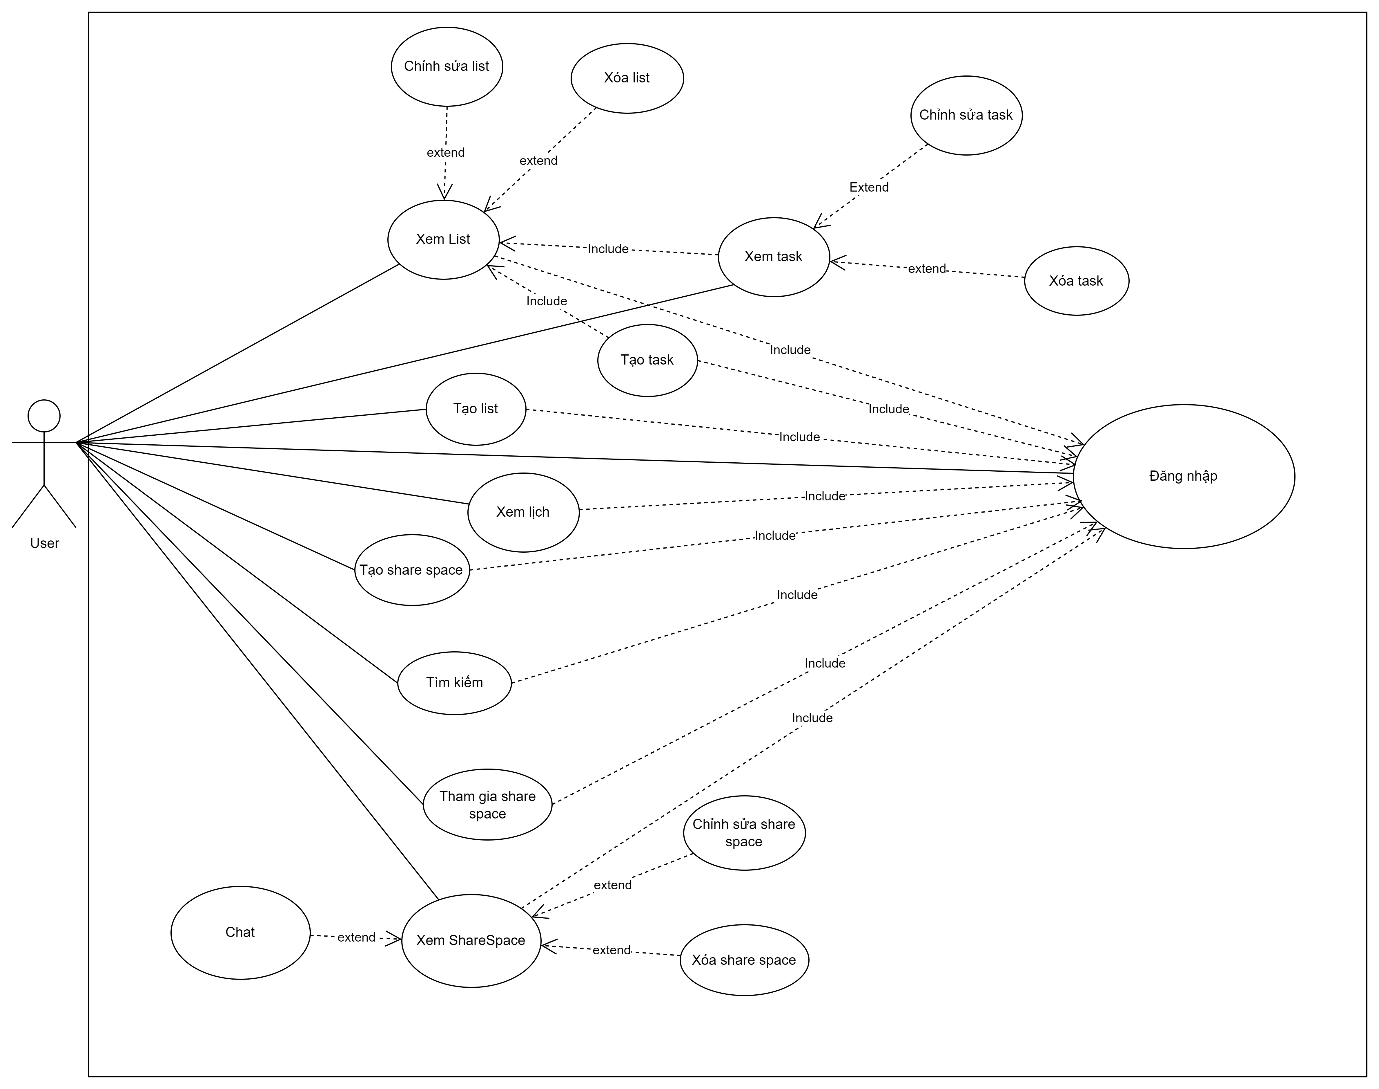 Chính sửa list
Xóa list
Chỉnh sửa task
extend
extend
Extend
Xem List
Include
Xem task
extend
Xóa task
Include
Include
Tạo task
Tạo list
Include
Include
Đăng nhập
User
Xem lịch
Include
Include
Tạo share space
Include
Tìm kiếm
Include
Include
Tham gia share
space
Chỉnh sửa share
space
extend
Chat
extend
Xem ShareSpace
extend
Xóa share space